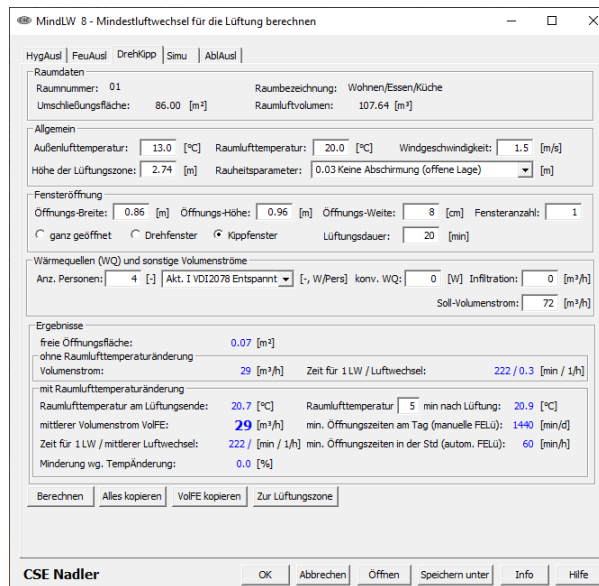 CSE MindLW 8 - Mindestluftwechsel für die Lüftung berechnen
HygAusl FeuAusl DrehKipp Simu AblAusl
Raumdaten
Raumnummer: 01 Raumbezeichnung: Wohnen/Essen/Küche
Umschließungsfläche: 86.00 [m²] Raumluftvolumen: 107.64 [m³]
Allgemein
Außenlufttemperatur: 13.0 [°C] Raumlufttemperatur: 20.0 [°C] Windgeschwindigkeit: 1.5 [m/s]
Höhe der Lüftungszone: 2.74 [m] Rauheitsparameter: 0.03 Keine Abschirmung (offene Lage) [m]
Fensteröffnung
Öffnungs-Breite: 0.86 [m] Öffnungs-Höhe: 0.96 [m] Öffnungs-Weite: 8 [cm] Fensteranzahl: 1
ganz geöffnet Drehfenster Kippfenster Lüftungsdauer: 20 [min]
Wärmequellen (WQ) und sonstige Volumenströme
Anz. Personen: 4 [-] Akt. I VDI2078 Entspannt [-, W/Pers] konv. WQ: 0 [W] Infiltration: 0 [m³/h]
Soll-Volumenstrom: 72 [m³/h]
Ergebnisse
freie Öffnungsfläche: 0.07 [m²]
ohne Raumlufttemperaturänderung
Volumenstrom: 29 [m³/h] Zeit für 1 LW / Luftwechsel: 222 / 0.3 [min / 1/h]
mit Raumlufttemperaturänderung
Raumlufttemperatur am Lüftungsende: 20.7 [°C] Raumlufttemperatur 5 min nach Lüftung: 20.9 [°C]
mittlerer Volumenstrom VolFE: 29 [m³/h] min. Öffnungszeiten am Tag (manuelle FELü): 1440 [min/d]
Zeit für 1 LW / mittlerer Luftwechsel: 222 / [min / 1/h] min. Öffnungszeiten in der Std (autom. FELü): 60 [min/h]
Minderung wg. TempÄnderung: 0.0 [%]
Berechnen Alles kopieren VolFE kopieren Zur Lüftungszone
CSE Nadler OK Abbrechen Öffnen Speichern unter Info Hilfe